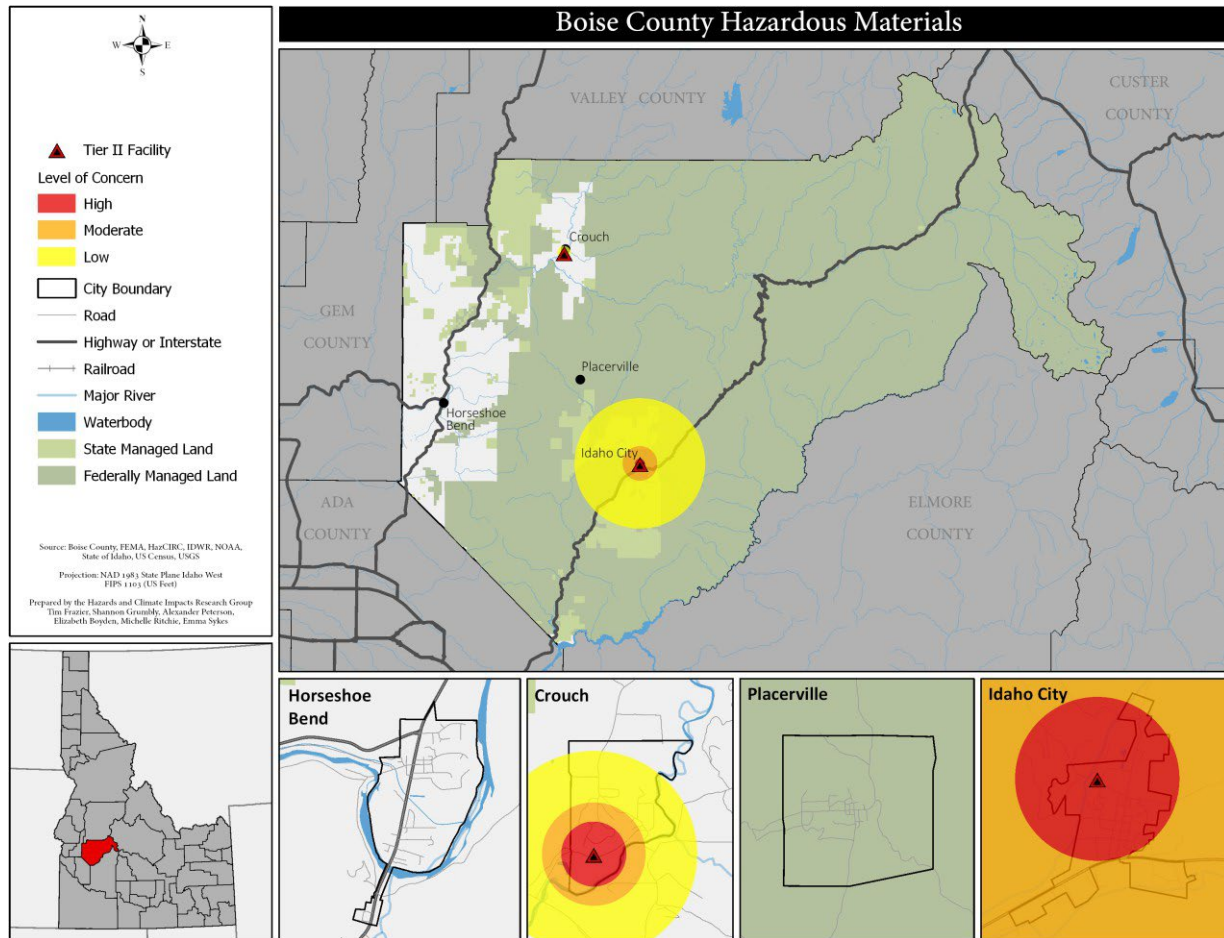 Boise County Hazardous Materials
N
W
E
S
Tier II Facility
Level of Concern
High
Moderate
Low
City Boundary
Road
Highway or Interstate
Railroad
Major River
Waterbody
State Managed Land
Federally Managed Land
Source: Boise County, FEMA, HazCIRC, IDWR, NOAA,
State of Idaho, US Census, USGS
Projection: NAD 1983 State Plane Idaho West
FIPS 1103 (US Feet)
Prepared by the Hazards and Climate Impacts Research Group
Tim Frazier, Shannon Grumbly, Alexander Peterson,
Elizabeth Boyden, Michelle Ritchie, Emma Sykes
VALLEY COUNTY
CUSTER
COUNTY
Crouch
GEM
COUNTY
Placerville
Horseshoe
Bend
Idaho City
ADA
COUNTY
ELMORE
COUNTY
Horseshoe
Bend
Crouch
Placerville
Idaho City